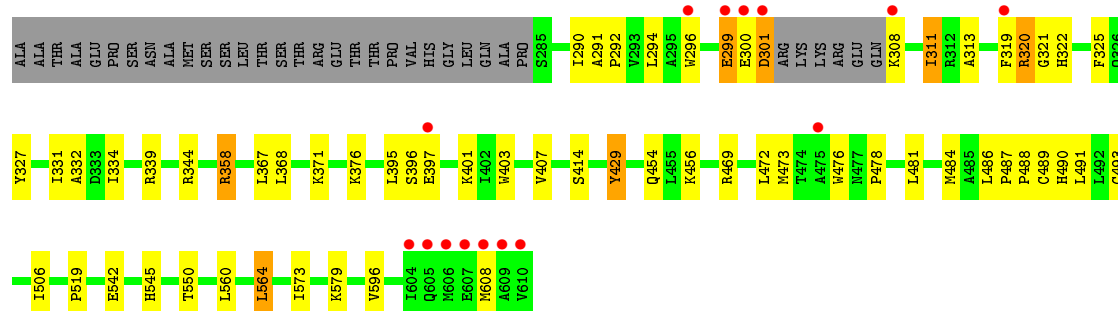 ALA ALA THR ALA GLU PRO SER ASN ALA MET SER SER LEU THR SER THR ARG GLU THR THR PRO VAL HIS GLY LEU GLN ALA PRO S285 I290 A291 P292 V293 L294 A295 W296 E299 E300 D301 ARG LYS LYS ARG GLU GLN K308 I311 R312 A313 F319 R320 G321 H322 F325 Q326
Y327 I331 A332 D333 I334 R339 R344 R358 L367 L368 K371 K376 L395 S396 E397 K401 I402 W403 V407 S414 Y429 Q454 L455 K456 R469 L472 M473 T474 A475 W476 N477 P478 L481 M484 A485 L486 P487 P488 C489 H490 L491 L492 C493
I506 P519 E542 H545 T550 L560 L564 I573 K579 V596 I604 Q605 M606 E607 M608 A609 V610